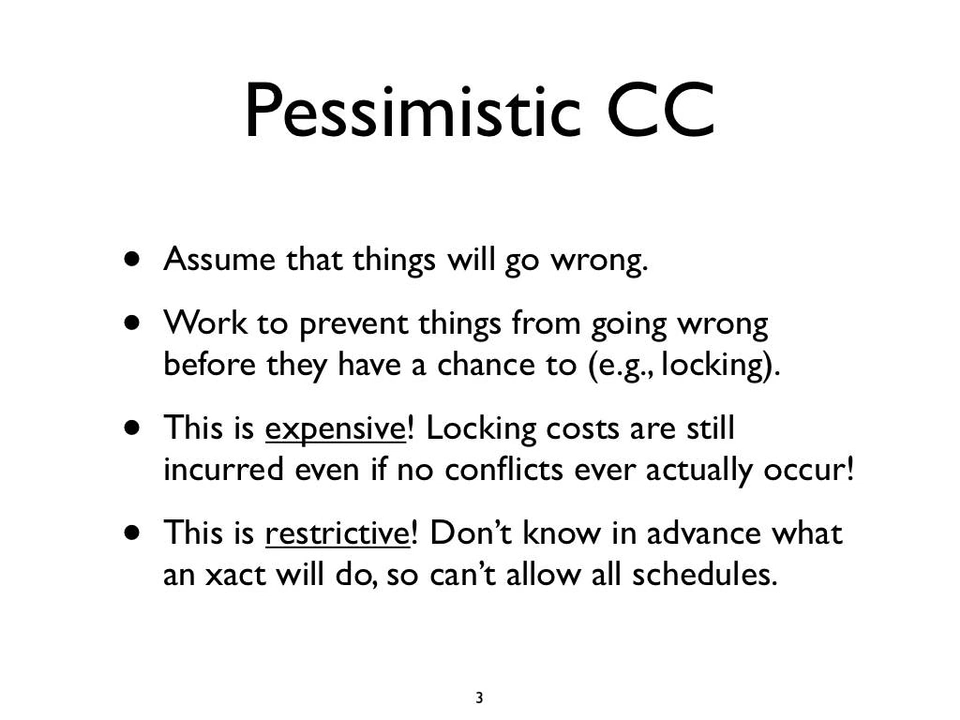 Pessimistic CC
• Assume that things will go wrong.
• Work to prevent things from going wrong
before they have a chance to (e.g., locking).
• This is expensive! Locking costs are still
incurred even if no conflicts ever actually occur!
• This is restrictive! Don’t know in advance what
an xact will do, so can’t allow all schedules.
3